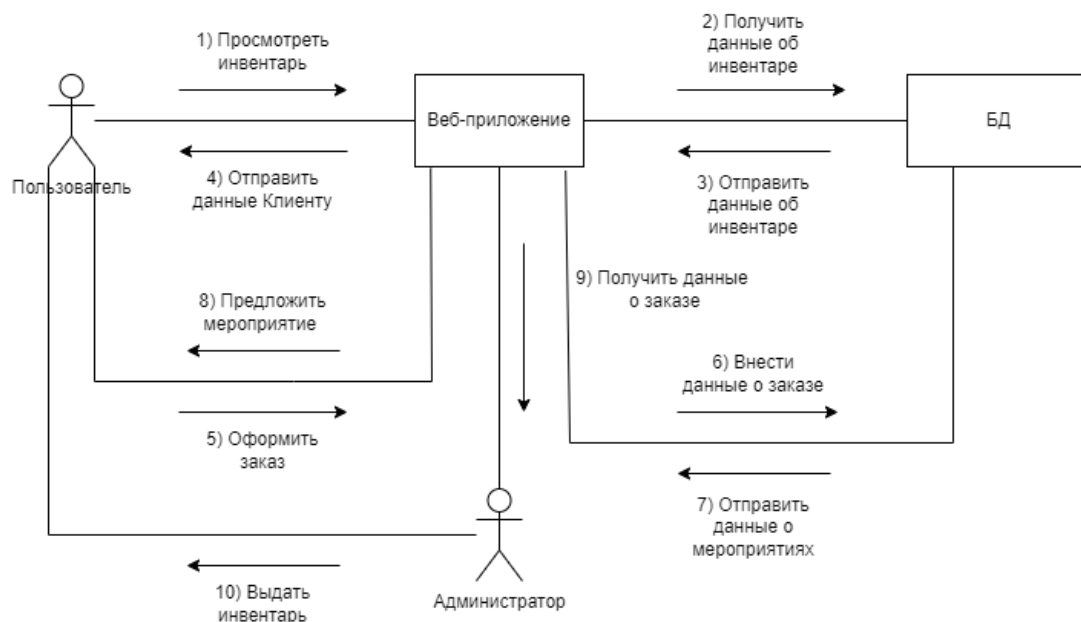 1) Просмотреть
инвентарь
2) Получить
данные об
инвентаре
Веб-приложение
БД
Пользователь
4) Отправить
данные Клиенту
3) Отправить
данные об
инвентаре
9) Получить данные
о заказе
8) Предложить
мероприятие
6) Внести
данные о заказе
5) Оформить
заказ
7) Отправить
данные о
мероприятиях
10) Выдать
инвентарь
Администратор